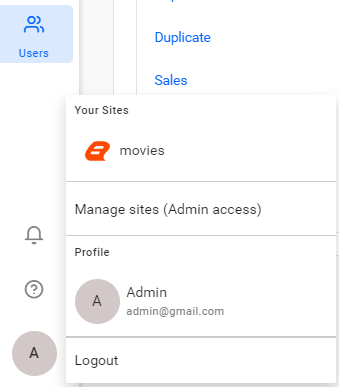 Duplicate
Users
Sales
Your Sites
movies
Manage sites (Admin access)
Profile
A
Admin
admin@gmail.com
A
Logout